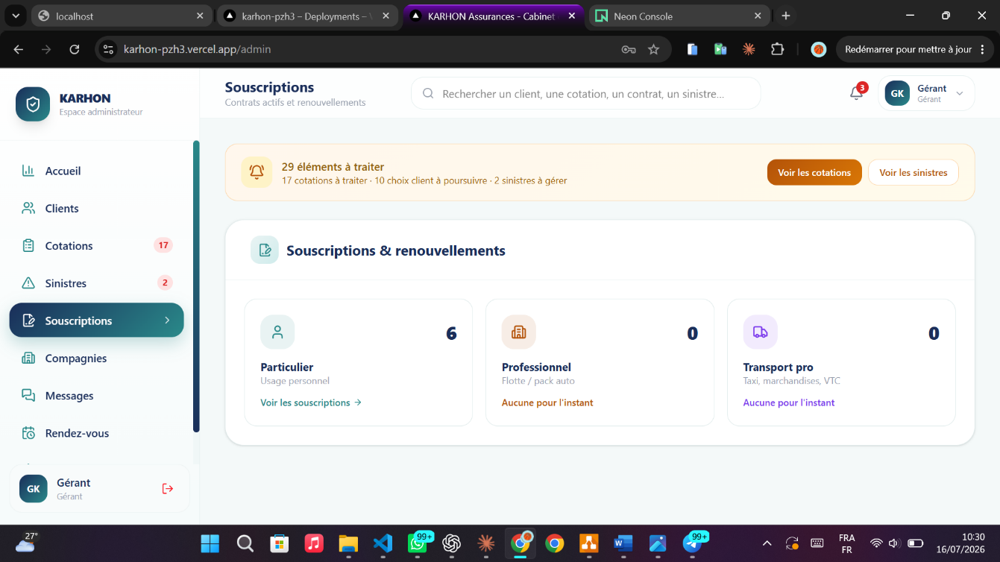 localhost
karhon-pzh3 – Deployments –
KARHON Assurances - Cabinet
Neon Console
karhon-pzh3.vercel.app/admin
Redémarrer pour mettre à jour
KARHON
Espace administrateur
Souscriptions
Contrats actifs et renouvellements
Rechercher un client, une cotation, un contrat, un sinistre...
3
GK
Gérant
Gérant
Accueil
Clients
Cotations
17
Sinistres
2
Souscriptions
Compagnies
Messages
Rendez-vous
GK
Gérant
Gérant
29 éléments à traiter
17 cotations à traiter · 10 choix client à poursuivre · 2 sinistres à gérer
Voir les cotations
Voir les sinistres
Souscriptions & renouvellements
6
Particulier
Usage personnel
Voir les souscriptions →
0
Professionnel
Flotte / pack auto
Aucune pour l'instant
0
Transport pro
Taxi, marchandises, VTC
Aucune pour l'instant
27°
99+
99+
FRA
FR
10:30
16/07/2026